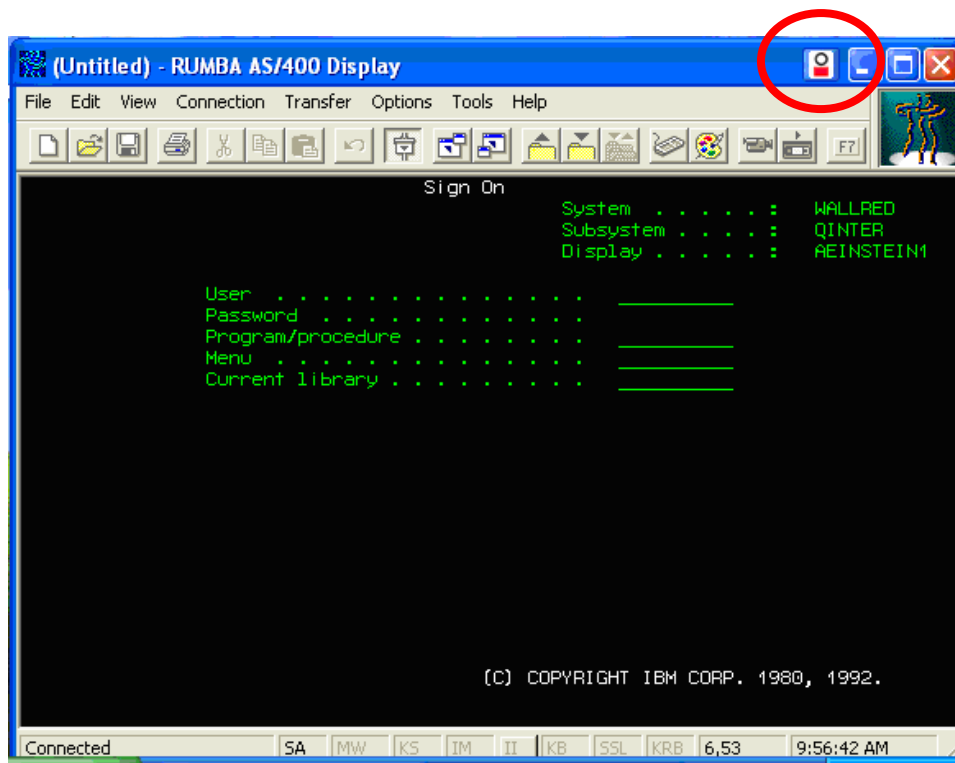 (Untitled) - RUMBA AS/400 Display
File Edit View Connection Transfer Options Tools Help
F7
Sign On
System . . . . . : WALLRED
Subsystem . . . . : QINTER
Display . . . . . : AEINSTEIN1
User . . . . . . . . . . . . . .
Password . . . . . . . . . . . .
Program/procedure . . . . . . . .
Menu . . . . . . . . . . . . . .
Current library . . . . . . . . .
(C) COPYRIGHT IBM CORP. 1980, 1992.
Connected SA MW KS IM II KB SSL KRB 6,53 9:56:42 AM